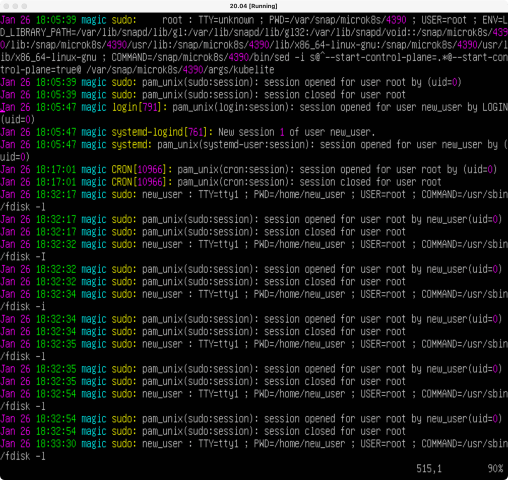 20.04 [Running]
Jan 26 18:05:39 magic sudo:     root : TTY=unknown ; PWD=/var/snap/microk8s/4390 ; USER=root ; ENV=L
D_LIBRARY_PATH=/var/lib/snapd/lib/gl:/var/lib/snapd/lib/gl32:/var/lib/snapd/void::/snap/microk8s/439
0/lib:/snap/microk8s/4390/usr/lib:/snap/microk8s/4390/lib/x86_64-linux-gnu:/snap/microk8s/4390/usr/l
ib/x86_64-linux-gnu ; COMMAND=/snap/microk8s/4390/bin/sed -i s@^--start-control-plane=.*@--start-con
trol-plane=true@ /var/snap/microk8s/4390/args/kubelite
Jan 26 18:05:39 magic sudo: pam_unix(sudo:session): session opened for user root by (uid=0)
Jan 26 18:05:39 magic sudo: pam_unix(sudo:session): session closed for user root
Jan 26 18:05:47 magic login[791]: pam_unix(login:session): session opened for user new_user by LOGIN
(uid=0)
Jan 26 18:05:47 magic systemd-logind[761]: New session 1 of user new_user.
Jan 26 18:05:47 magic systemd: pam_unix(systemd-user:session): session opened for user new_user by (
uid=0)
Jan 26 18:17:01 magic CRON[10966]: pam_unix(cron:session): session opened for user root by (uid=0)
Jan 26 18:17:01 magic CRON[10966]: pam_unix(cron:session): session closed for user root
Jan 26 18:32:17 magic sudo: new_user : TTY=tty1 ; PWD=/home/new_user ; USER=root ; COMMAND=/usr/sbin
/fdisk -l
Jan 26 18:32:17 magic sudo: pam_unix(sudo:session): session opened for user root by new_user(uid=0)
Jan 26 18:32:17 magic sudo: pam_unix(sudo:session): session closed for user root
Jan 26 18:32:32 magic sudo: new_user : TTY=tty1 ; PWD=/home/new_user ; USER=root ; COMMAND=/usr/sbin
/fdisk -I
Jan 26 18:32:32 magic sudo: pam_unix(sudo:session): session opened for user root by new_user(uid=0)
Jan 26 18:32:32 magic sudo: pam_unix(sudo:session): session closed for user root
Jan 26 18:32:34 magic sudo: new_user : TTY=tty1 ; PWD=/home/new_user ; USER=root ; COMMAND=/usr/sbin
/fdisk -i
Jan 26 18:32:34 magic sudo: pam_unix(sudo:session): session opened for user root by new_user(uid=0)
Jan 26 18:32:34 magic sudo: pam_unix(sudo:session): session closed for user root
Jan 26 18:32:35 magic sudo: new_user : TTY=tty1 ; PWD=/home/new_user ; USER=root ; COMMAND=/usr/sbin
/fdisk -l
Jan 26 18:32:35 magic sudo: pam_unix(sudo:session): session opened for user root by new_user(uid=0)
Jan 26 18:32:35 magic sudo: pam_unix(sudo:session): session closed for user root
Jan 26 18:32:54 magic sudo: new_user : TTY=tty1 ; PWD=/home/new_user ; USER=root ; COMMAND=/usr/sbin
/fdisk -l
Jan 26 18:32:54 magic sudo: pam_unix(sudo:session): session opened for user root by new_user(uid=0)
Jan 26 18:32:54 magic sudo: pam_unix(sudo:session): session closed for user root
Jan 26 18:33:30 magic sudo: new_user : TTY=tty1 ; PWD=/home/new_user ; USER=root ; COMMAND=/usr/sbin
/fdisk -l
515,1 90%